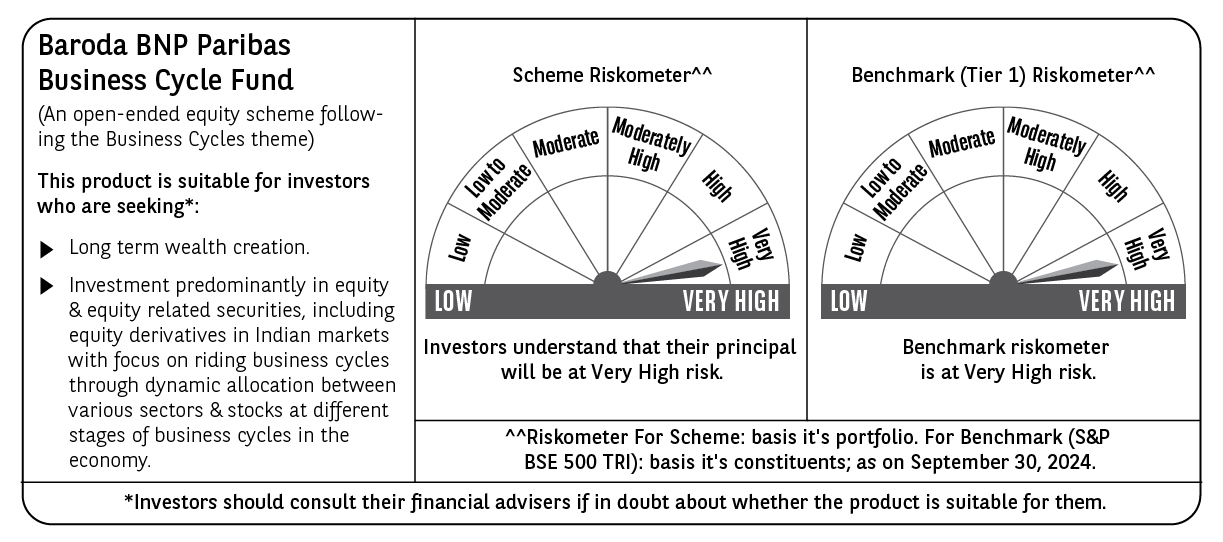 Baroda BNP Paribas
Business Cycle Fund
(An open-ended equity scheme follow-
ing the Business Cycles theme)
This product is suitable for investors
who are seeking*:
▶ Long term wealth creation.
▶ Investment predominantly in equity
& equity related securities, including
equity derivatives in Indian markets
with focus on riding business cycles
through dynamic allocation between
various sectors & stocks at different
stages of business cycles in the
economy.
Scheme Riskometer^^
Low
Low to
Moderate
Moderate
Moderately
High
High
Very
High
LOW
VERY HIGH
Investors understand that their principal
will be at Very High risk.
Benchmark (Tier 1) Riskometer^^
Low
Low to
Moderate
Moderate
Moderately
High
High
Very
High
LOW
VERY HIGH
Benchmark riskometer
is at Very High risk.
^^Riskometer For Scheme: basis it's portfolio. For Benchmark (S&P
BSE 500 TRI): basis it's constituents; as on September 30, 2024.
*Investors should consult their financial advisers if in doubt about whether the product is suitable for them.